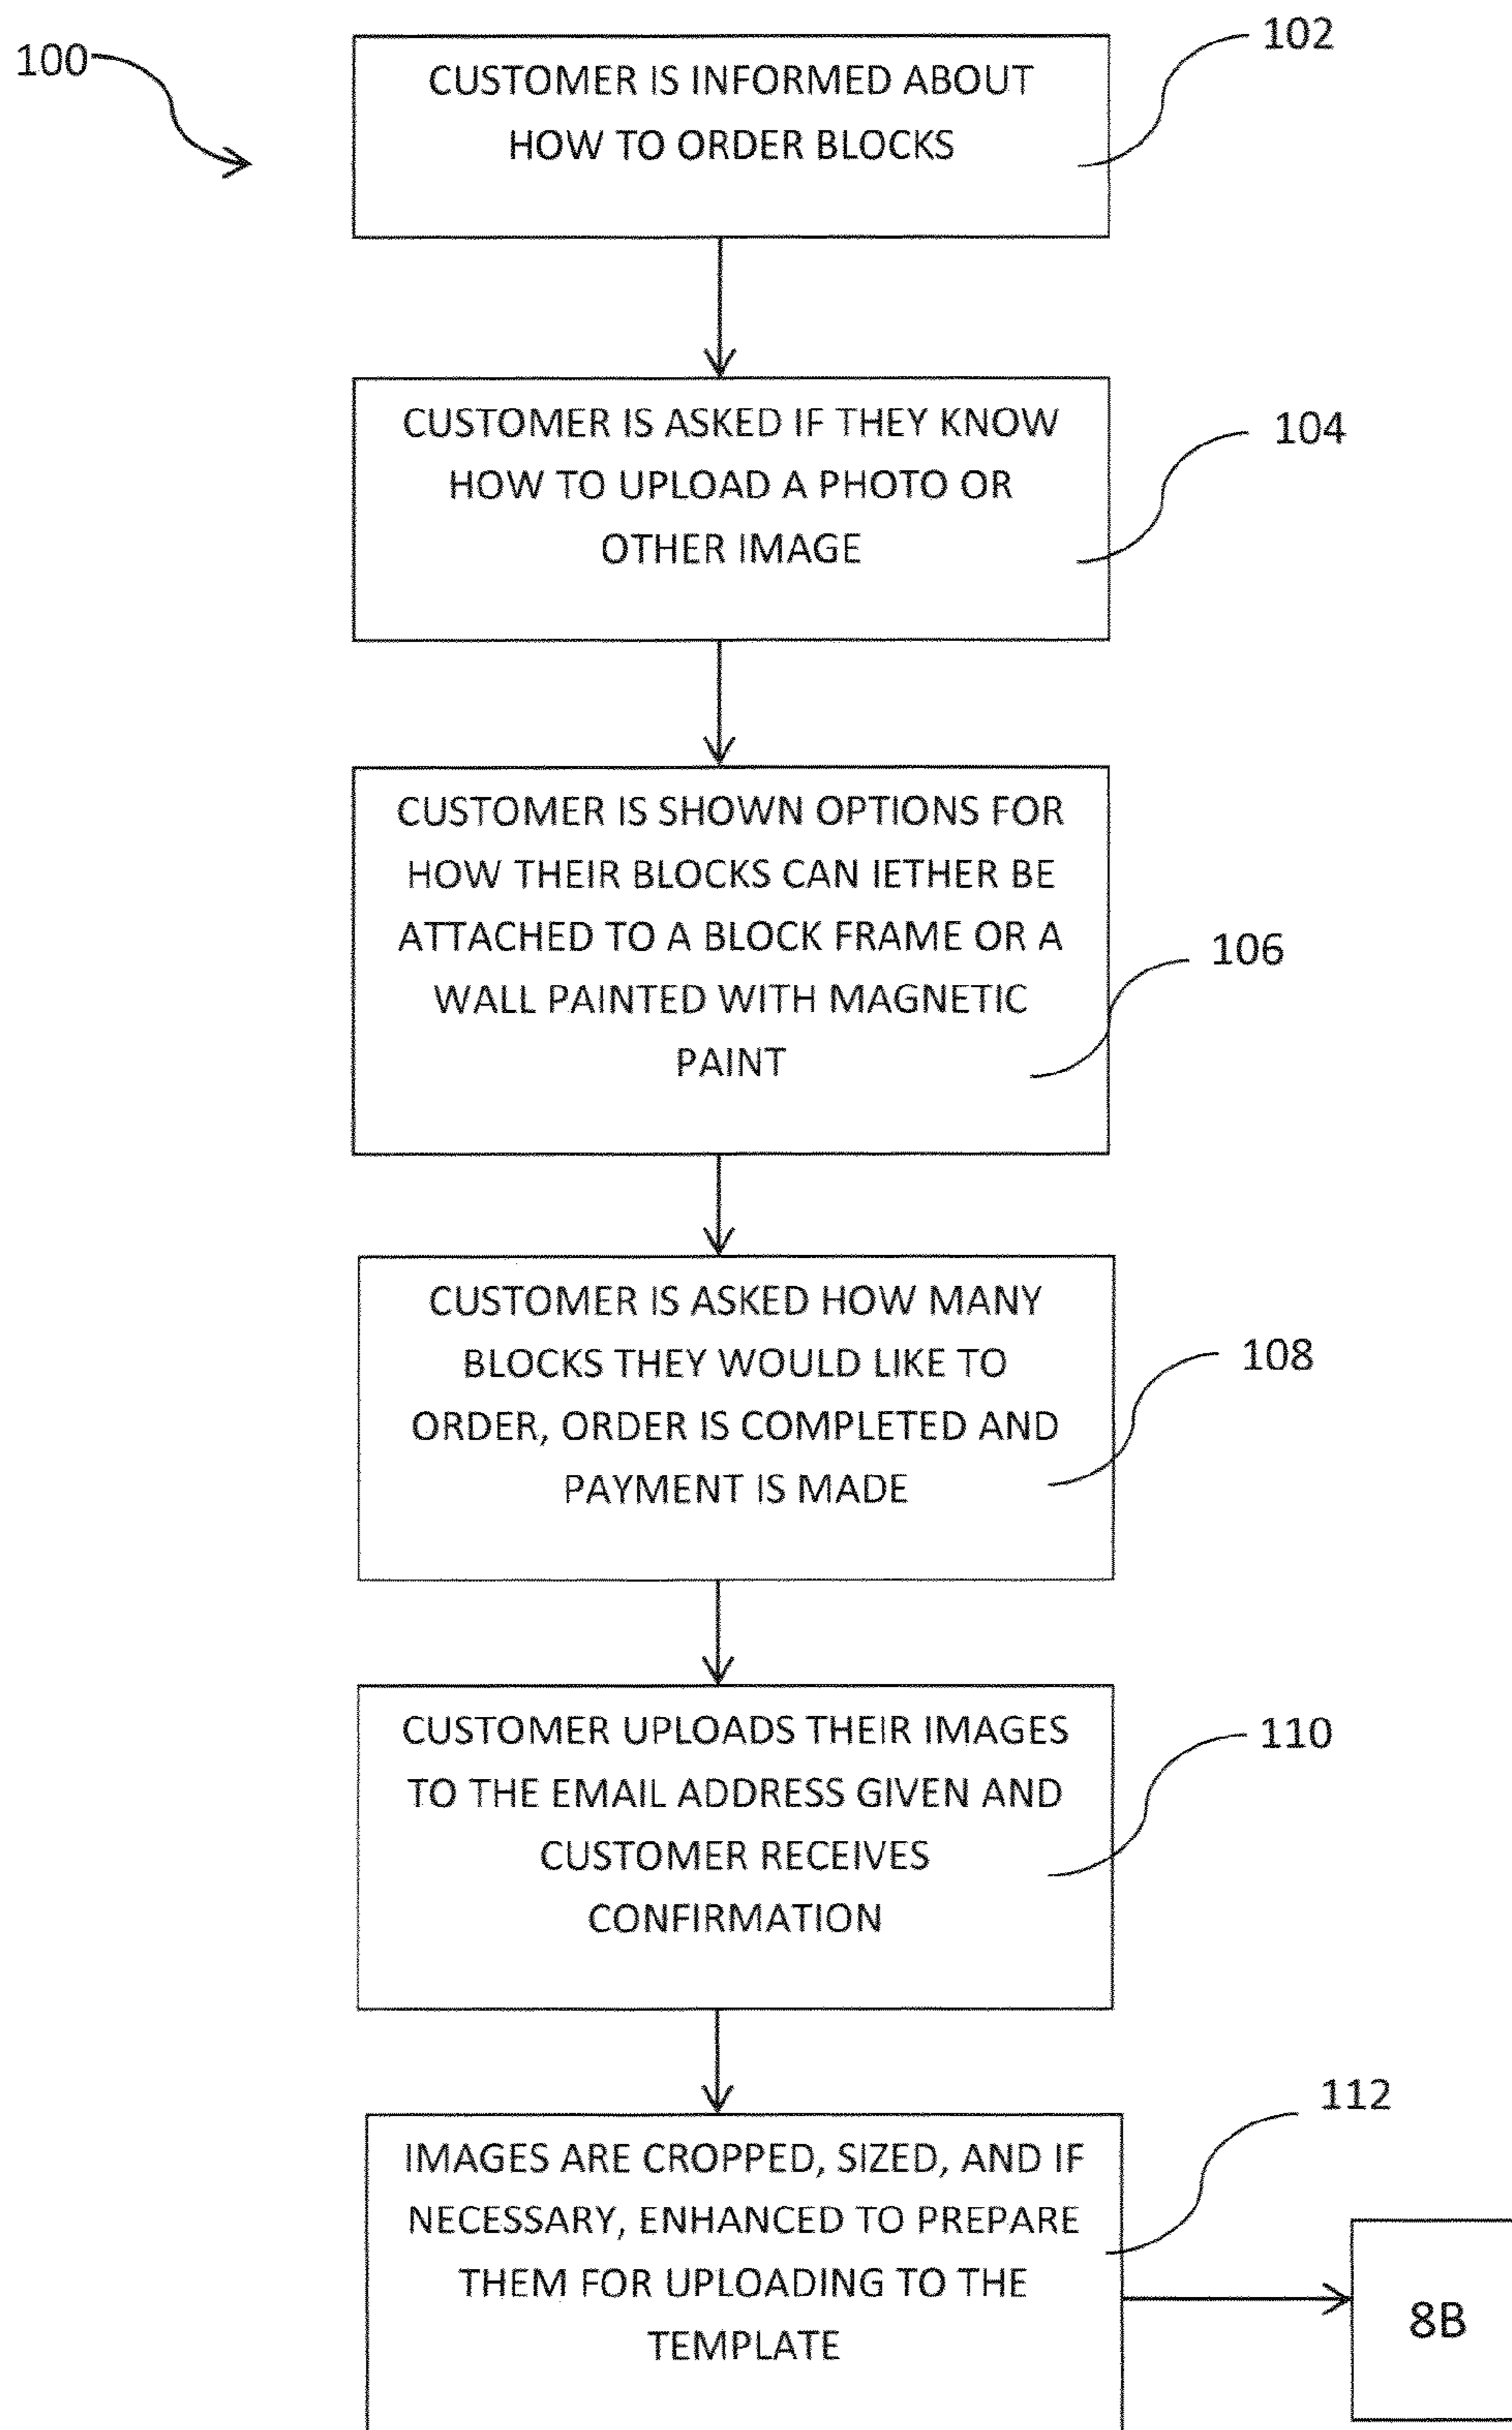 100
102
CUSTOMER IS INFORMED ABOUT
HOW TO ORDER BLOCKS
CUSTOMER IS ASKED IF THEY KNOW
HOW TO UPLOAD A PHOTO OR
OTHER IMAGE
104
CUSTOMER IS SHOWN OPTIONS FOR
HOW THEIR BLOCKS CAN IETHER BE
ATTACHED TO A BLOCK FRAME OR A
WALL PAINTED WITH MAGNETIC
PAINT
106
CUSTOMER IS ASKED HOW MANY
BLOCKS THEY WOULD LIKE TO
ORDER, ORDER IS COMPLETED AND
PAYMENT IS MADE
108
CUSTOMER UPLOADS THEIR IMAGES
TO THE EMAIL ADDRESS GIVEN AND
CUSTOMER RECEIVES
CONFIRMATION
110
112
IMAGES ARE CROPPED, SIZED, AND IF
NECESSARY, ENHANCED TO PREPARE
THEM FOR UPLOADING TO THE
TEMPLATE
8B